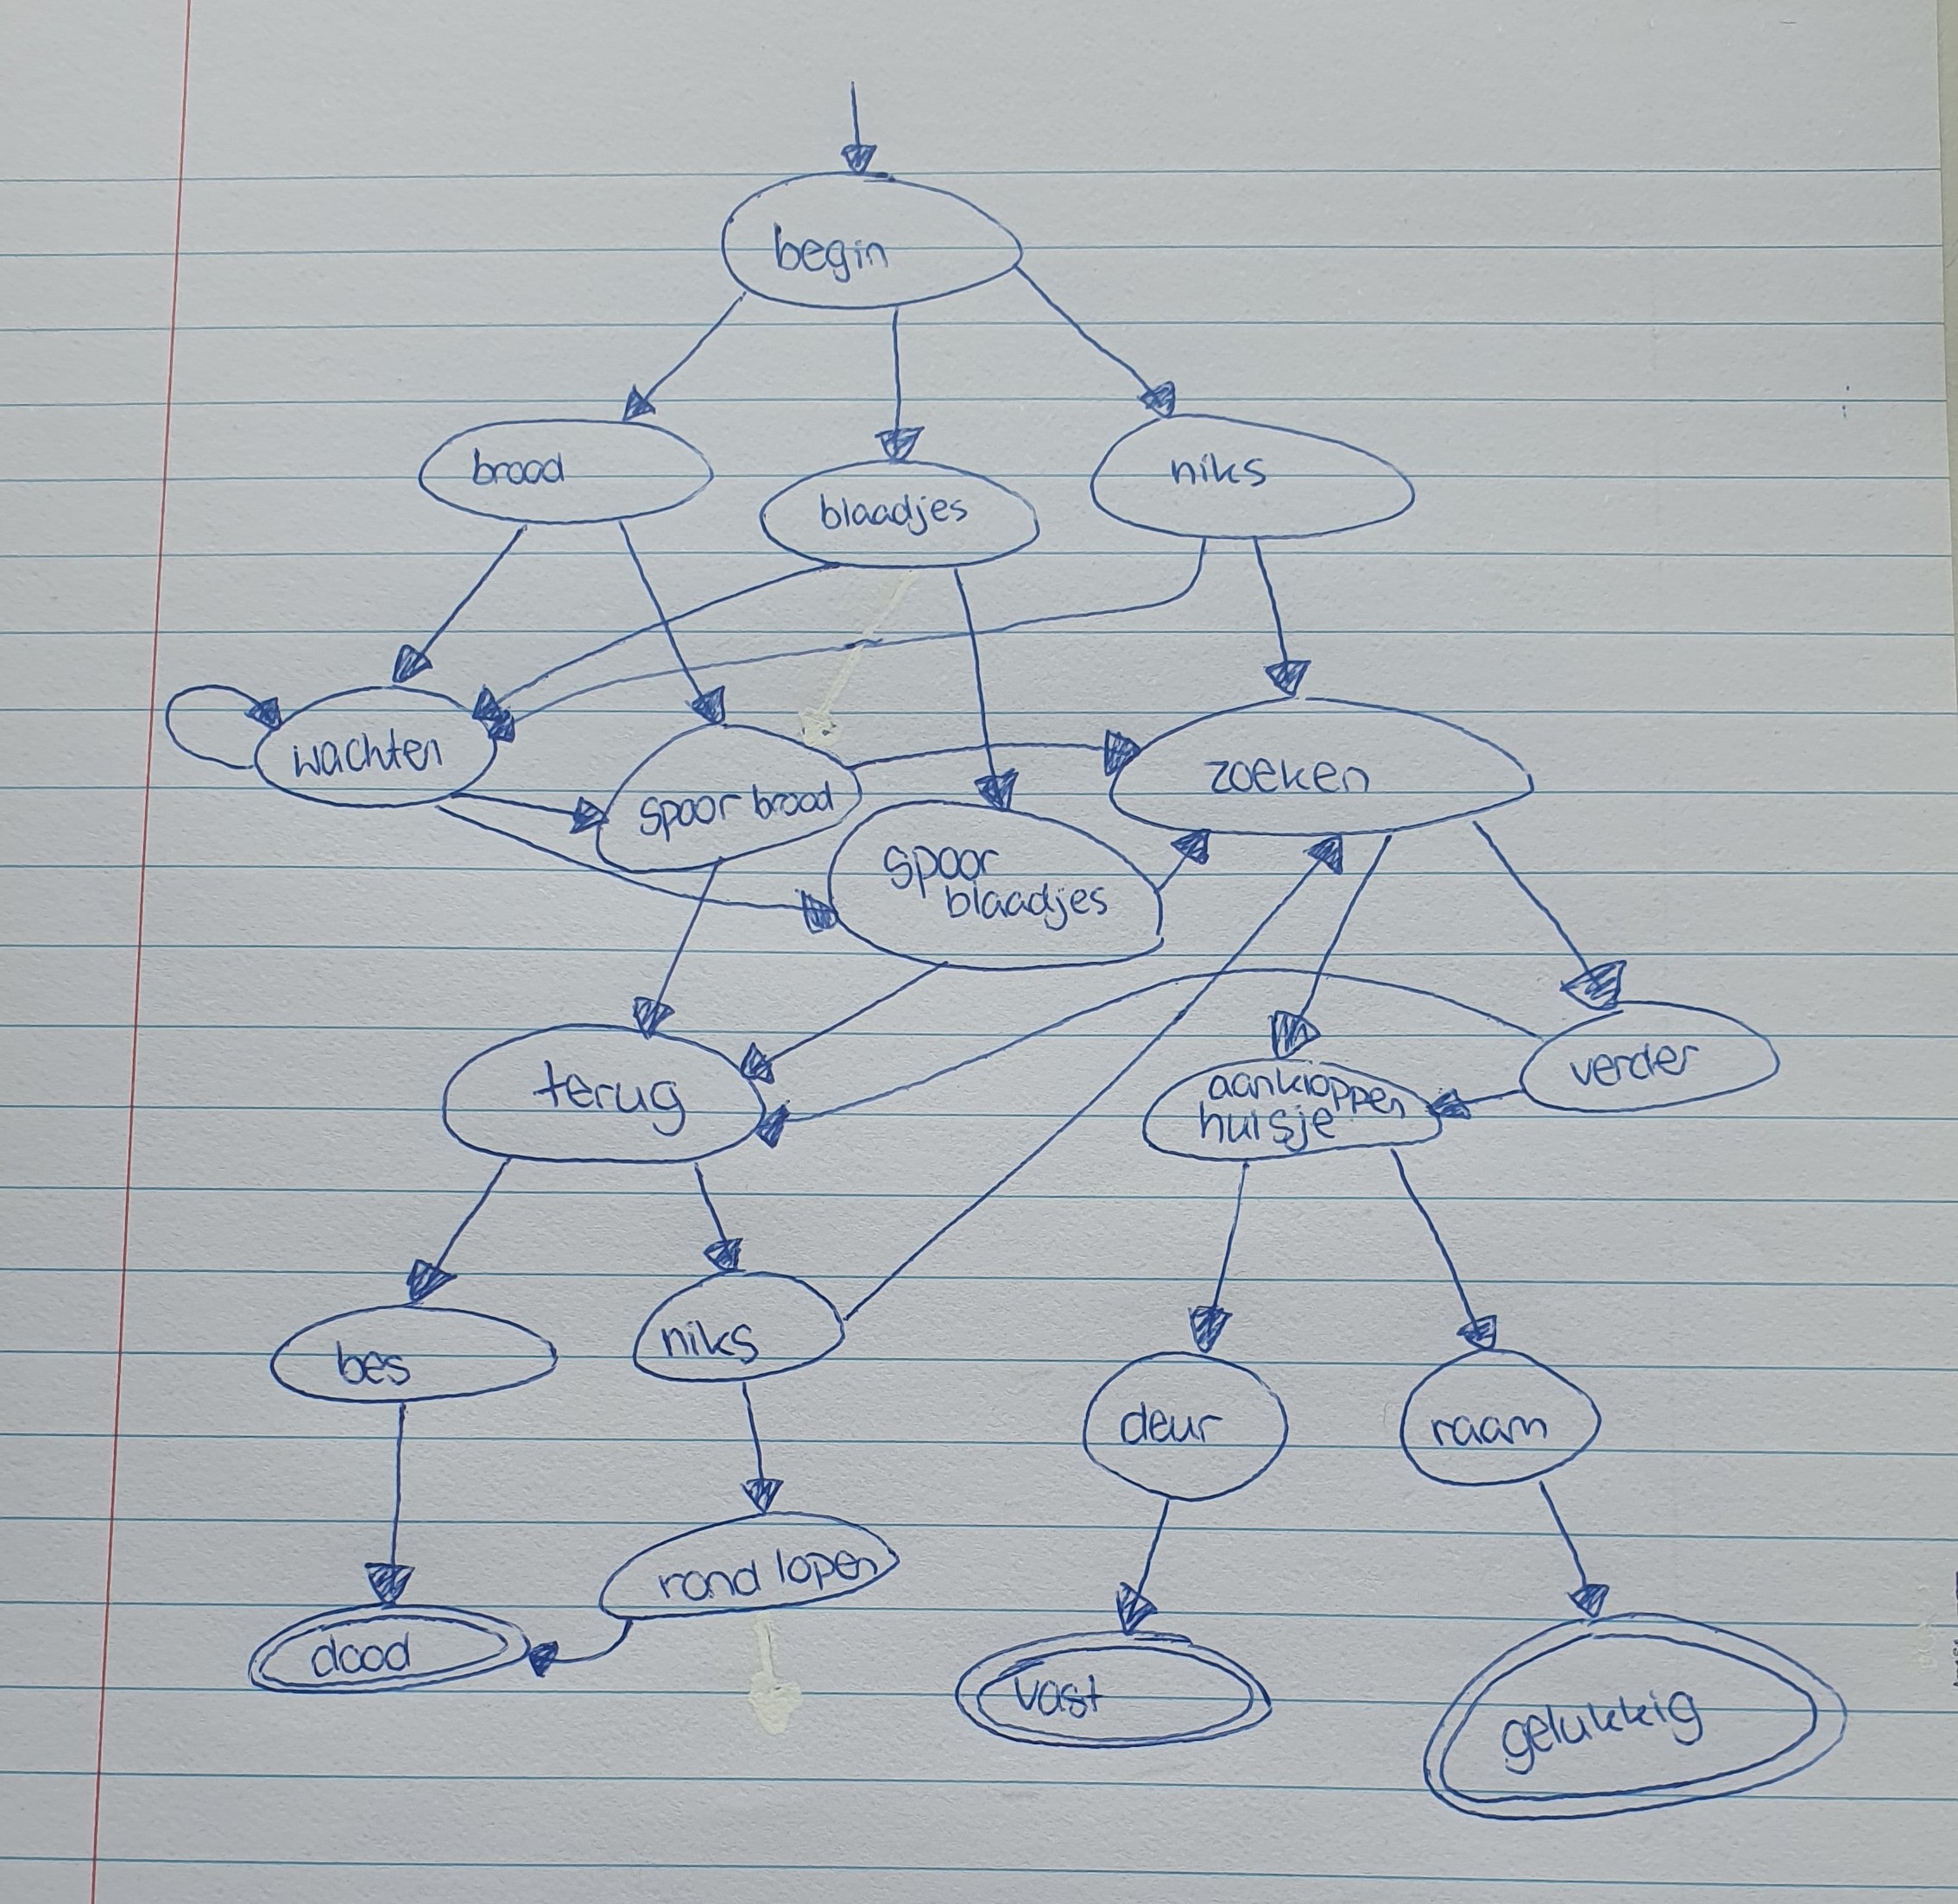 begin
brood
blaadjes
niks
wachten
spoor brood
zoeken
spoor
blaadjes
terug
aankloppen
huisje
verder
bes
niks
deur
raam
rond lopen
dood
vast
gelukkig